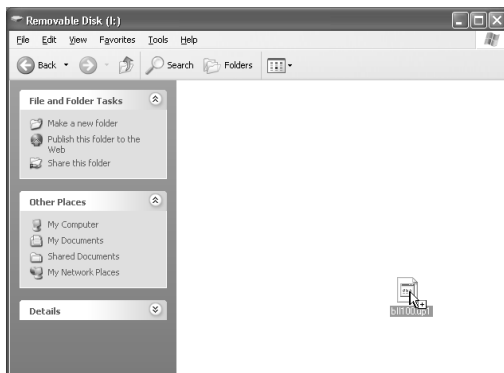 Removable Disk (I:)
File Edit View Favorites Tools Help
Back Search Folders
File and Folder Tasks
Make a new folder
Publish this folder to the
Web
Share this folder
Other Places
My Computer
My Documents
Shared Documents
My Network Places
Details